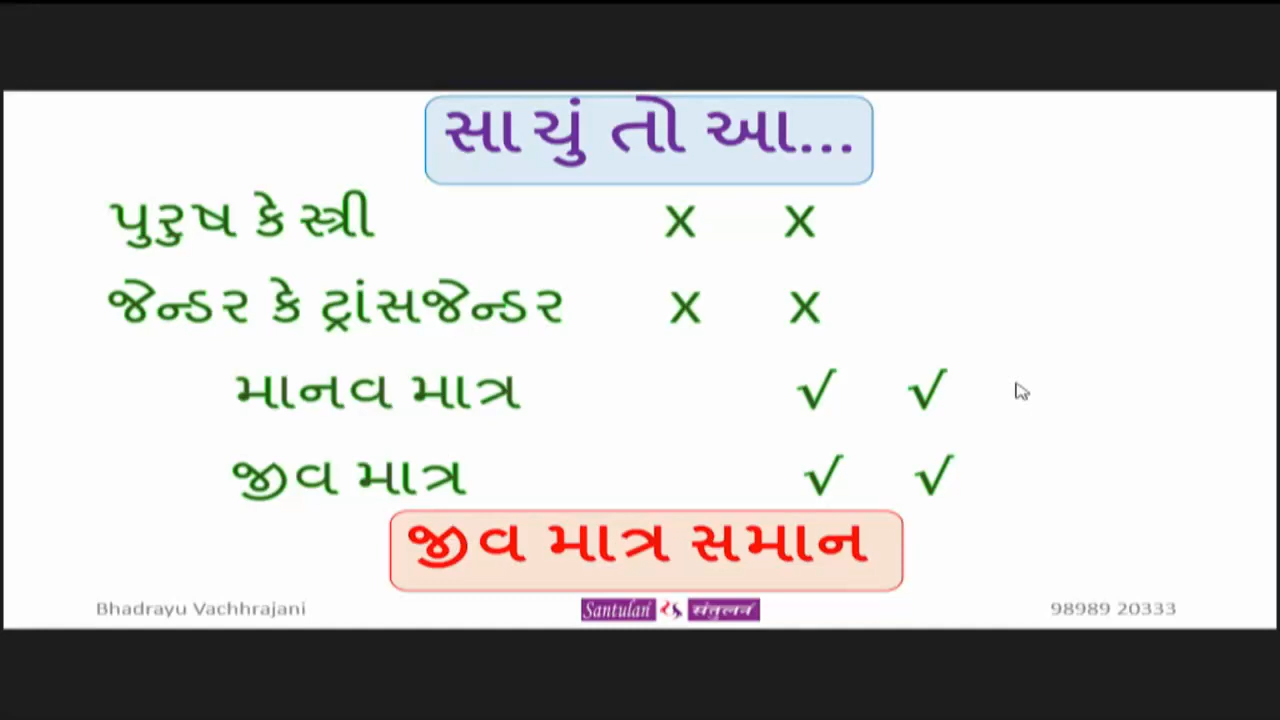 સાચું તો આ...
પુરુષ કે સ્ત્રી X X
જેન્ડર કે ટ્રાંસજેન્ડર X X
માનવ માત્ર √ √
જીવ માત્ર √ √
જીવ માત્ર સમાન
Bhadrayu Vachhrajani Santulan संतुलन 98989 20333